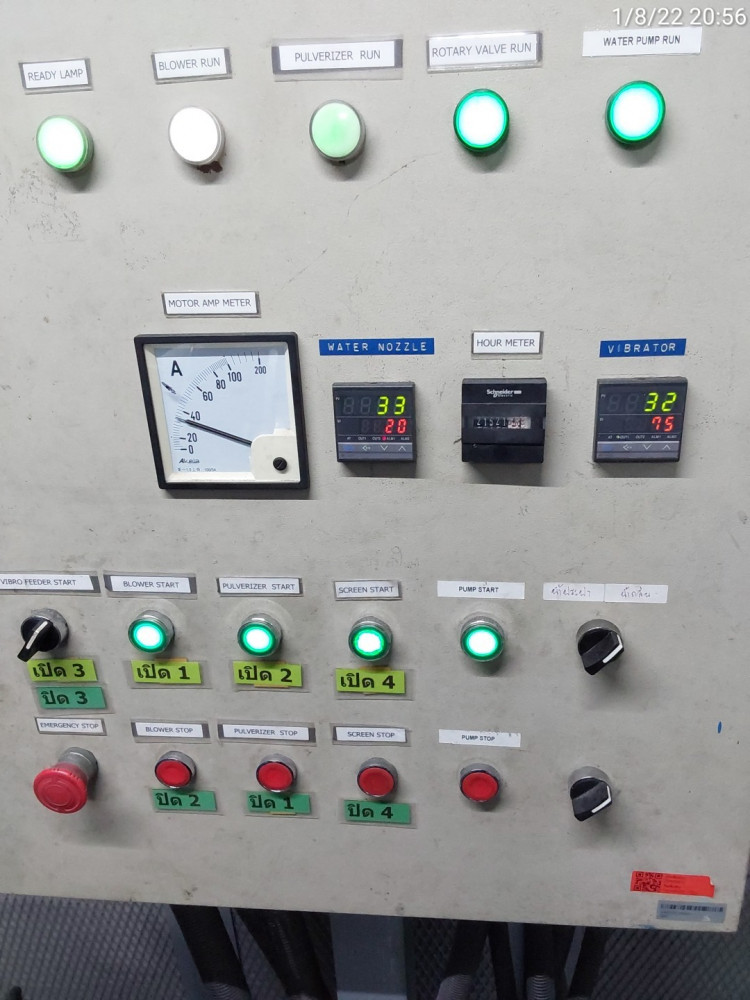 1/8/22 20:56
READY LAMP
BLOWER RUN
PULVERIZER RUN
ROTARY VALVE RUN
WATER PUMP RUN
MOTOR AMP METER
WATER NOZZLE
HOUR METER
VIBRATOR
A
200
100
80
60
40
20
0
33
20
Schneider
Electric
32
75
VIBRO FEEDER START
BLOWER START
PULVERIZER START
SCREEN START
PUMP START
เปิด 3
เปิด 1
เปิด 2
เปิด 4
ปิด 3
EMERGENCY STOP
BLOWER STOP
PULVERIZER STOP
SCREEN STOP
PUMP STOP
ปิด 2
ปิด 1
ปิด 4